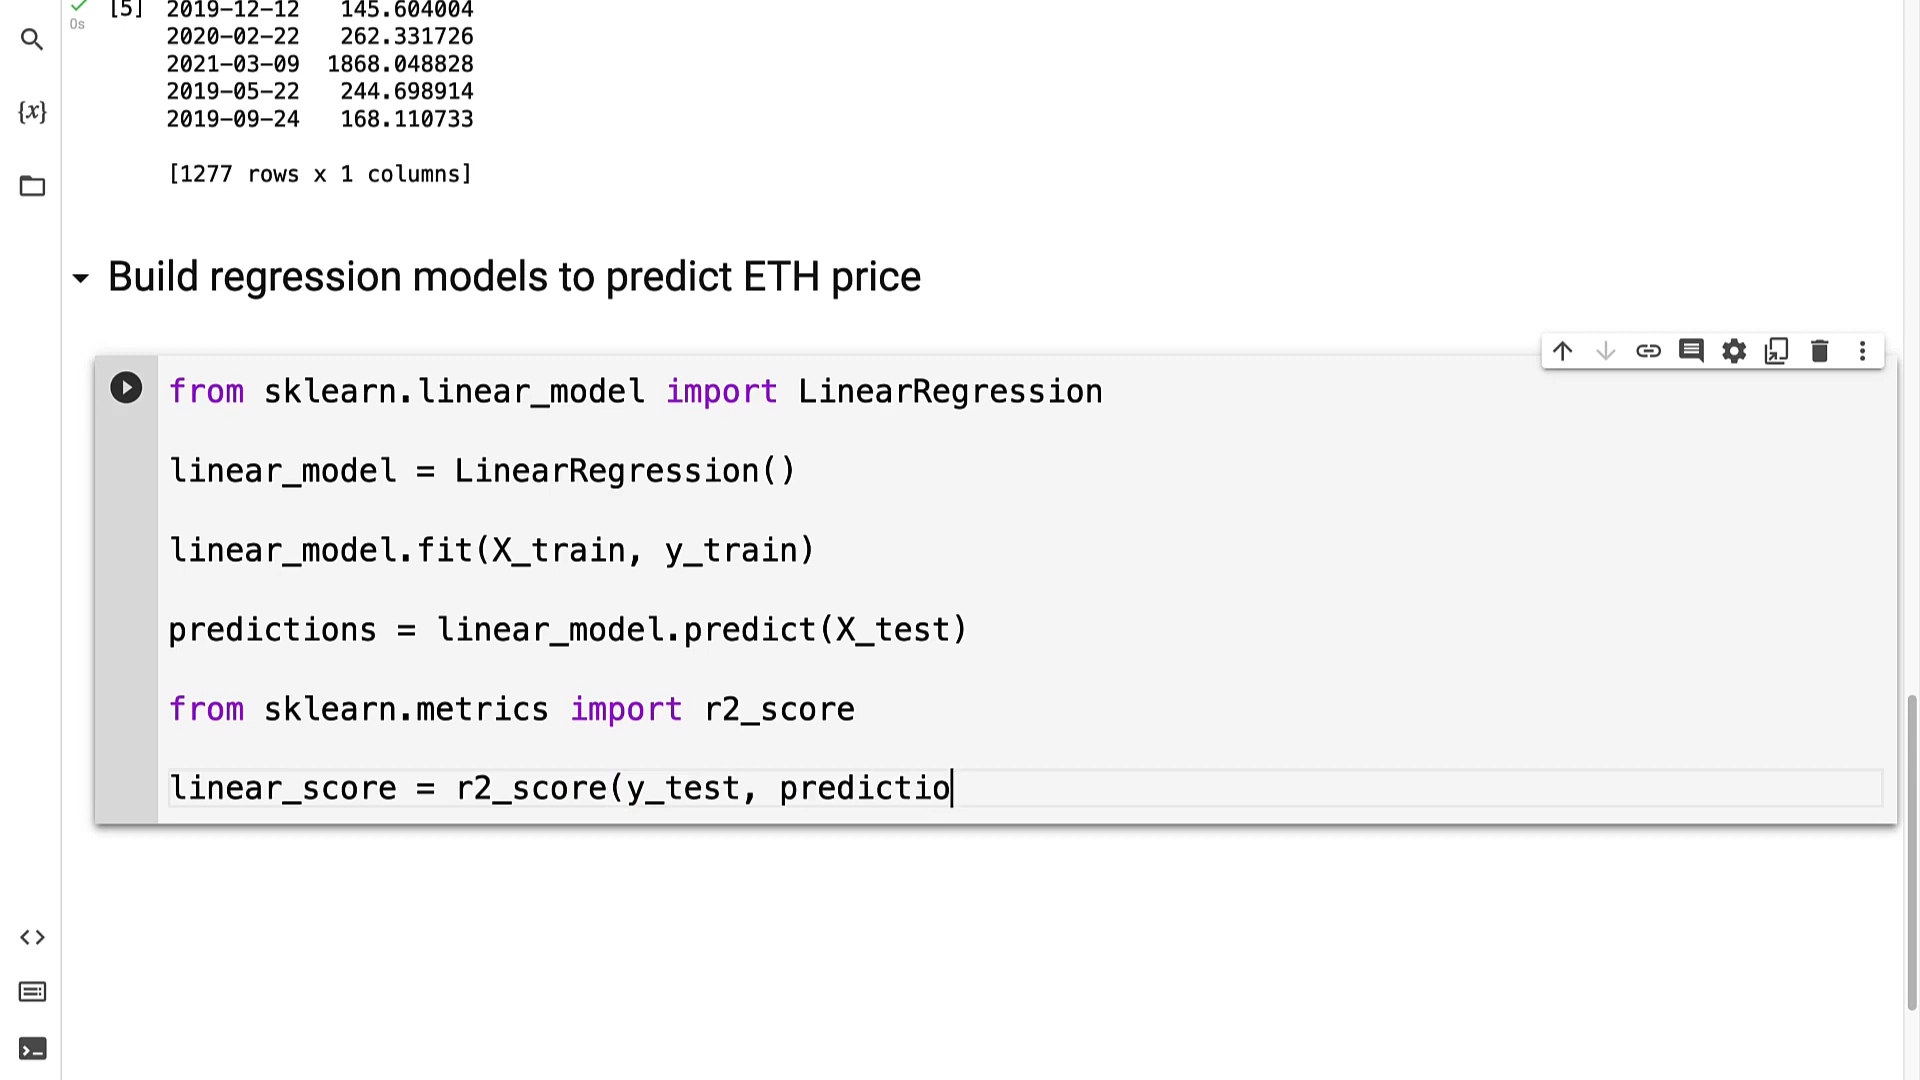 [5] 2019-12-12 145.604004
0s
2020-02-22 262.331726
2021-03-09 1868.048828
2019-05-22 244.698914
2019-09-24 168.110733
[1277 rows x 1 columns]
{x}
Build regression models to predict ETH price
from sklearn.linear_model import LinearRegression
linear_model = LinearRegression()
linear_model.fit(X_train, y_train)
predictions = linear_model.predict(X_test)
from sklearn.metrics import r2_score
linear_score = r2_score(y_test, predictio